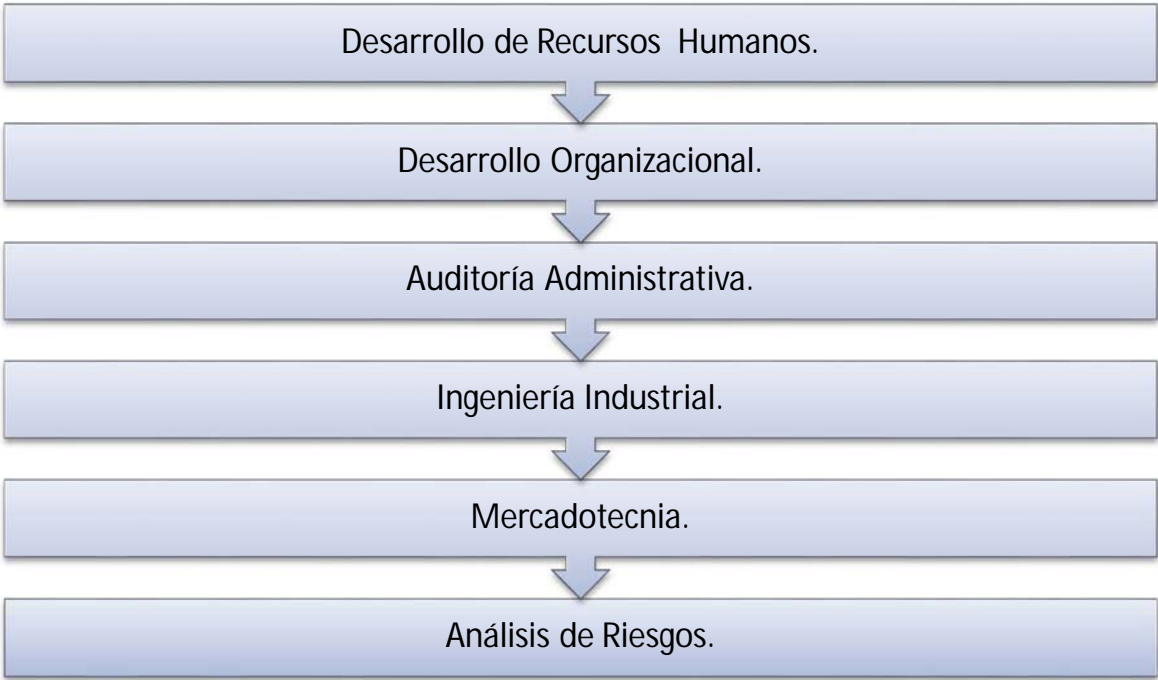 Desarrollo de Recursos Humanos.
Desarrollo Organizacional.
Auditoría Administrativa.
Ingeniería Industrial.
Mercadotecnia.
Análisis de Riesgos.